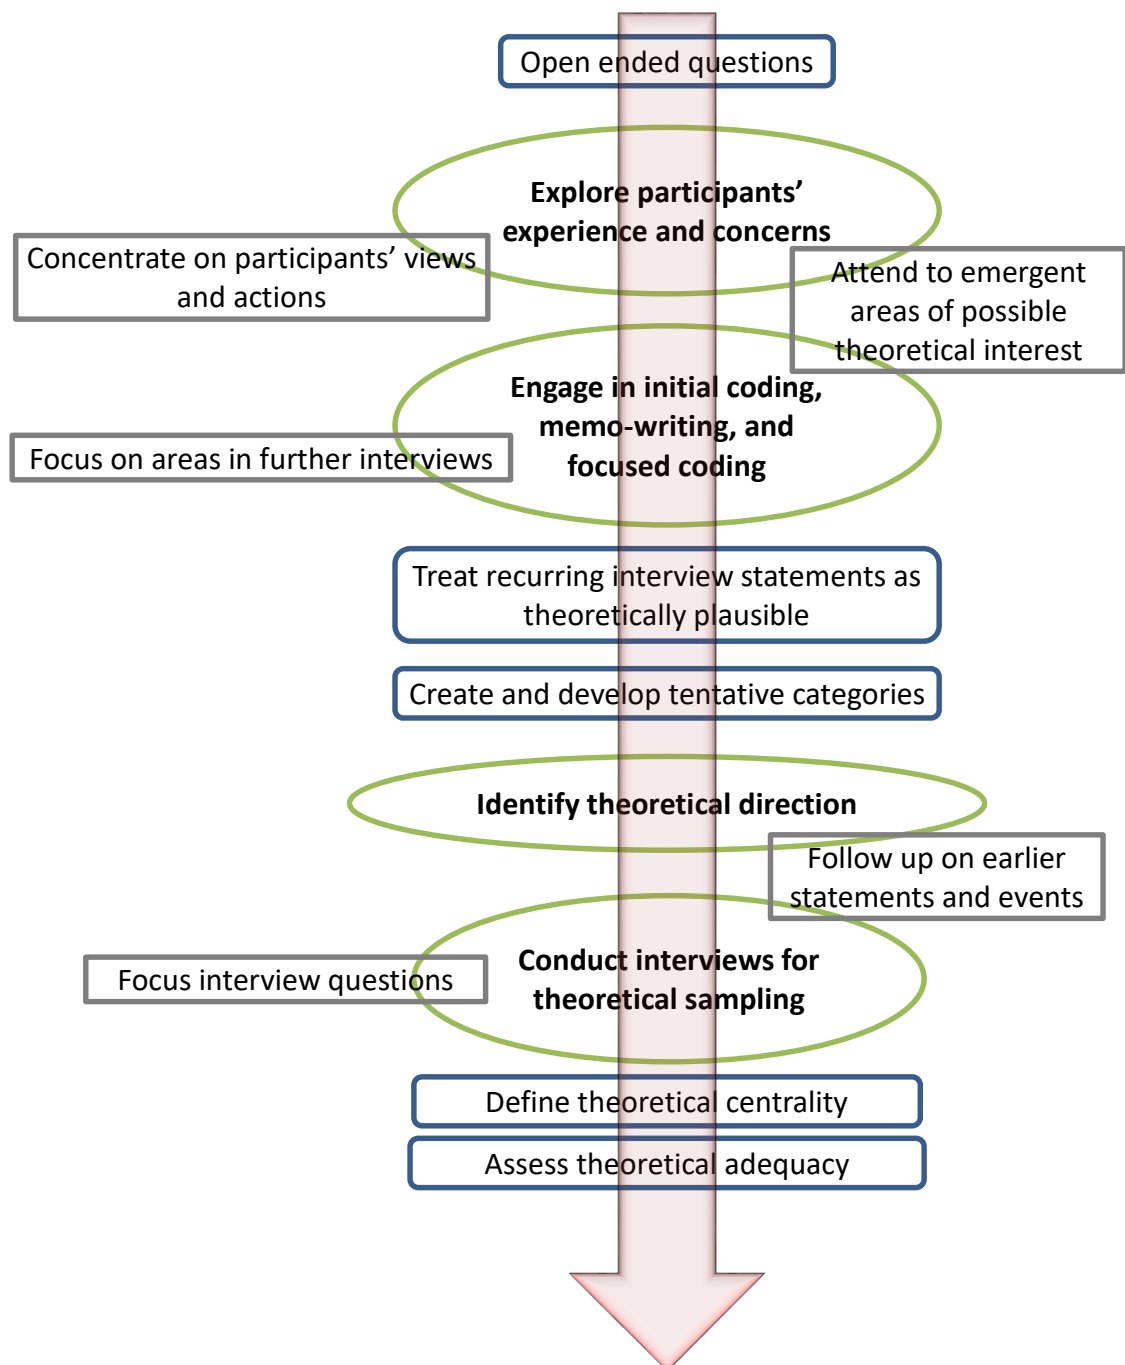 Open ended questions
Explore participants’
experience and concerns
Concentrate on participants’ views
and actions
Attend to emergent
areas of possible
theoretical interest
Engage in initial coding,
memo-writing, and
focused coding
Focus on areas in further interviews
Treat recurring interview statements as
theoretically plausible
Create and develop tentative categories
Identify theoretical direction
Follow up on earlier
statements and events
Conduct interviews for
theoretical sampling
Focus interview questions
Define theoretical centrality
Assess theoretical adequacy